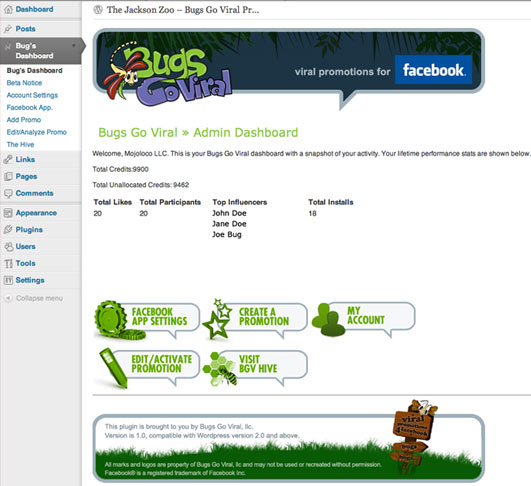 Dashboard
The Jackson Zoo – Bugs Go Viral Pr...
Posts
Bug's
Dashboard
Bug's Dashboard
Beta Notice
Account Settings
Facebook App.
Add Promo
Edit/Analyze Promo
The Hive
Links
Pages
Comments
Appearance
Plugins
Users
Tools
Settings
Collapse menu
Bugs
Go Viral
viral promotions for facebook
Bugs Go Viral » Admin Dashboard
Welcome, Mojoloco LLC. This is your Bugs Go Viral dashboard with a snapshot of your activity. Your lifetime performance stats are shown below.
Total Credits:9900
Total Unallocated Credits: 9462
Total Likes Total Participants Top Influencers Total Installs
20 20 John Doe 18
Jane Doe
Joe Bug
FACEBOOK
APP SETTINGS
CREATE A
PROMOTION
MY
ACCOUNT
EDIT/ACTIVATE
PROMOTION
VISIT
BGV HIVE
This plugin is brought to you by Bugs Go Viral, llc.
Version is 1.0, compatible with Wordpress version 2.0 and above.
viral
promotions
4facebook
BUGS
All marks and logos are property of Bugs Go Viral, llc and may not be used or recreated without permission.
Facebook® is a registered trademark of Facebook Inc.